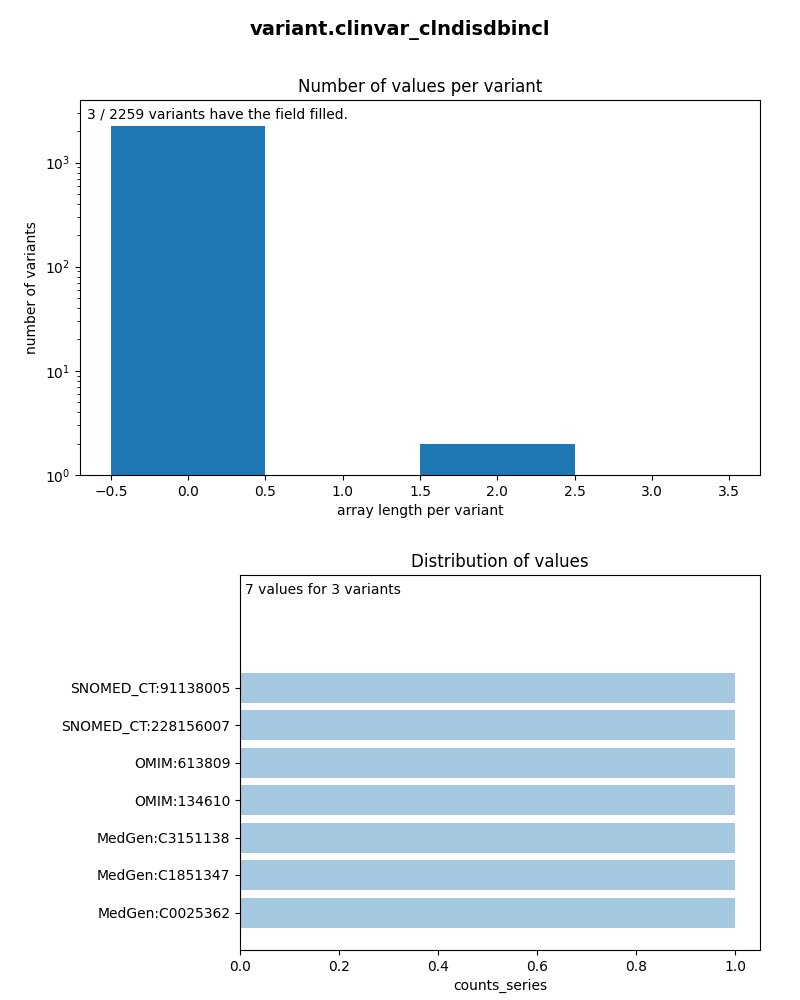 variant.clinvar_clndisdbincl
Number of values per variant
3 / 2259 variants have the field filled.
10³
10²
10¹
10⁰
number of variants
−0.5 0.0 0.5 1.0 1.5 2.0 2.5 3.0 3.5
array length per variant
Distribution of values
7 values for 3 variants
SNOMED_CT:91138005
SNOMED_CT:228156007
OMIM:613809
OMIM:134610
MedGen:C3151138
MedGen:C1851347
MedGen:C0025362
0.0 0.2 0.4 0.6 0.8 1.0
counts_series